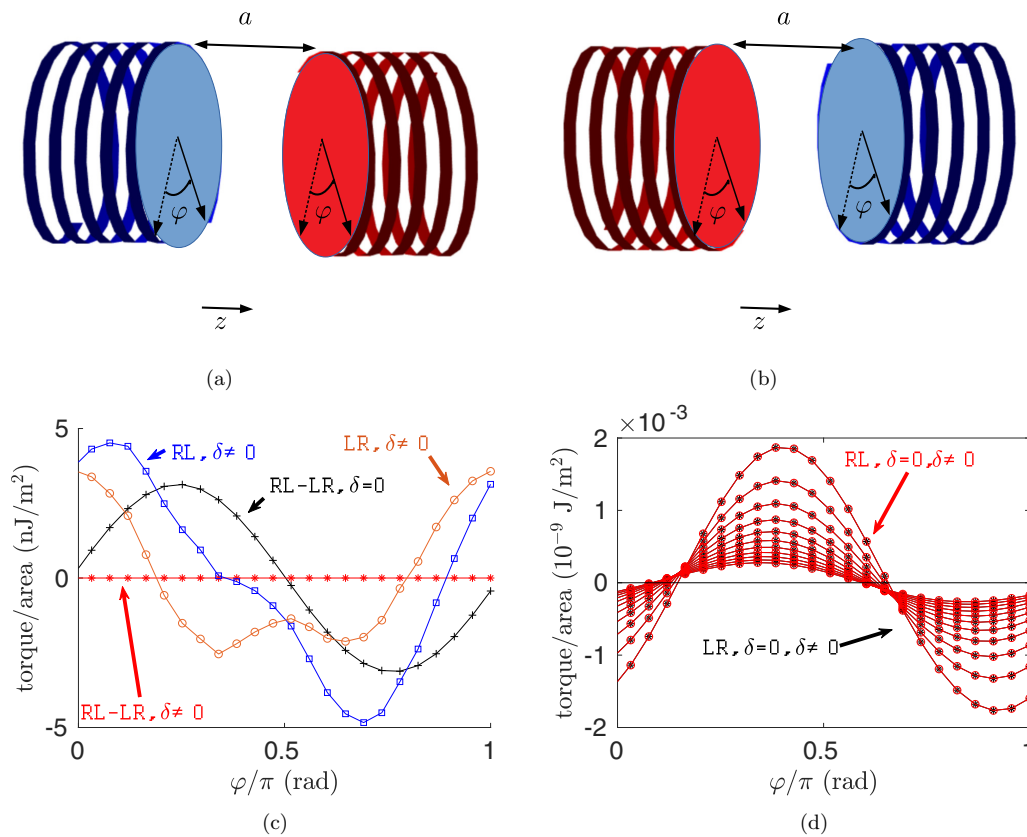 a
a
φ
φ
φ
φ
z
z
(a)
(b)
torque/area (nJ/m²)
5
0
-5
RL, δ≠ 0
LR, δ≠ 0
RL-LR, δ=0
RL-LR, δ≠ 0
0
0.5
1
φ/π (rad)
(c)
×10⁻³
torque/area (10⁻⁹ J/m²)
2
1
0
-1
-2
RL, δ=0, δ≠ 0
LR, δ=0, δ≠ 0
0
0.5
1
φ/π (rad)
(d)